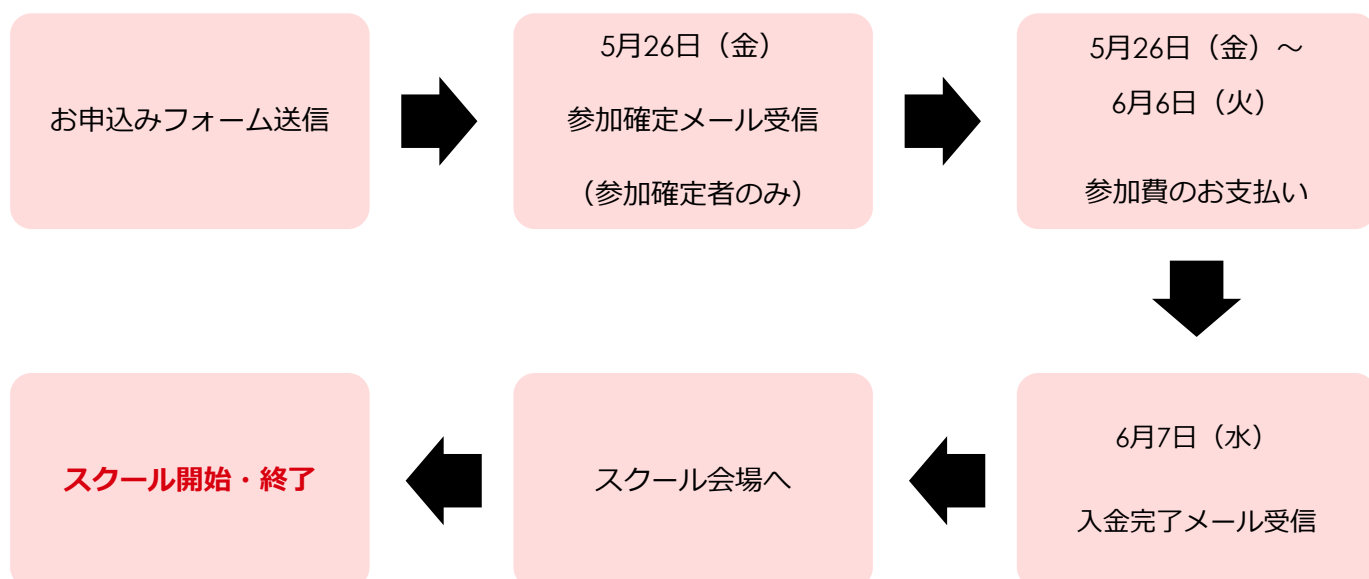 お申込みフォーム送信
5月26日（金）
参加確定メール受信
（参加確定者のみ）
5月26日（金）～
6月6日（火）
参加費のお支払い
6月7日（水）
入金完了メール受信
スクール会場へ
スクール開始・終了